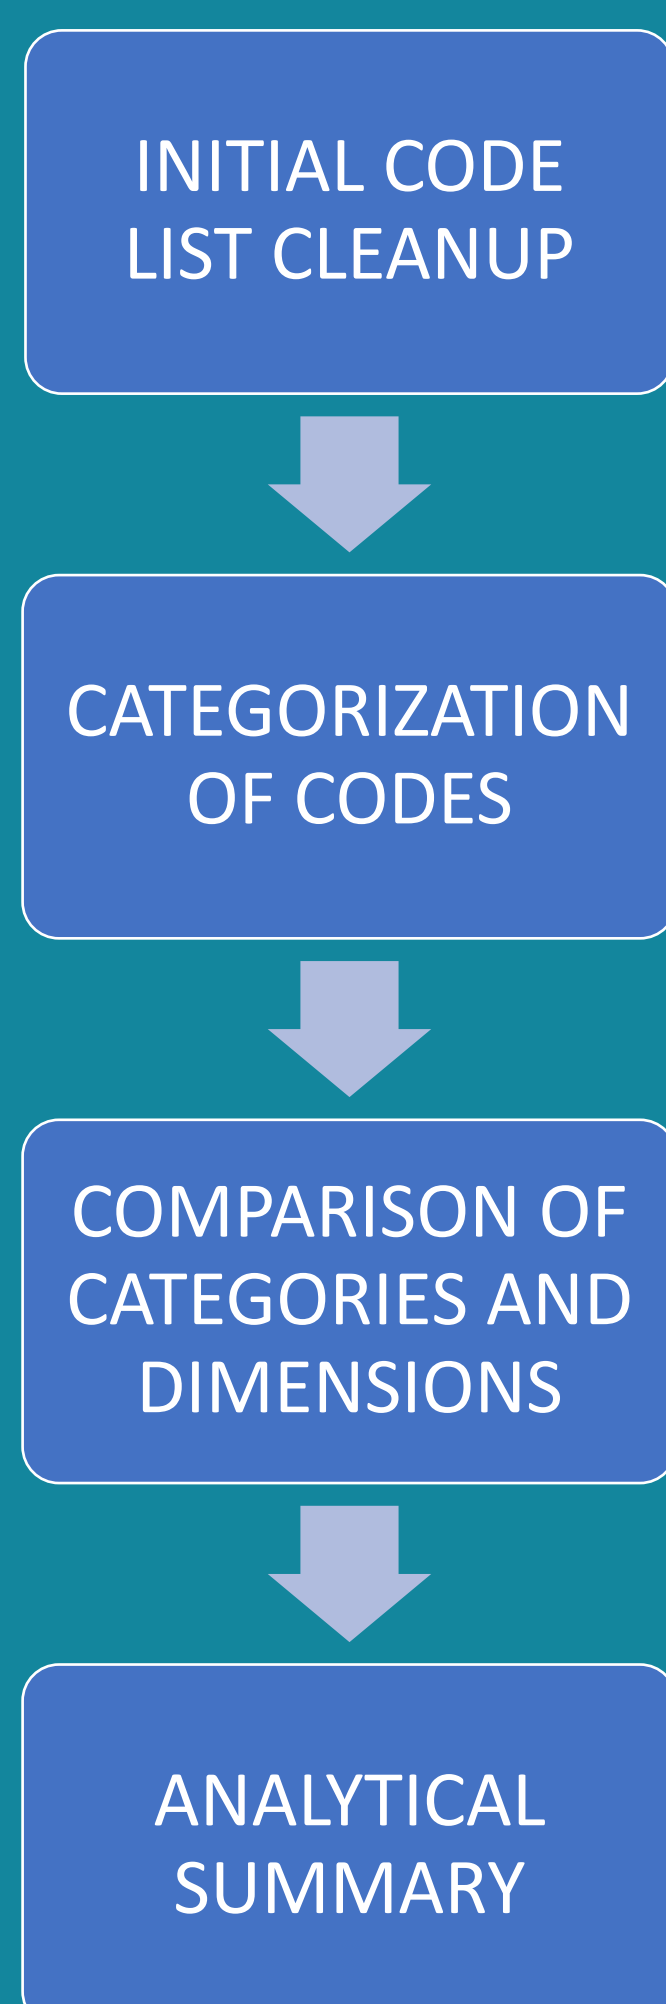 INITIAL CODE
LIST CLEANUP
CATEGORIZATION
OF CODES
COMPARISON OF
CATEGORIES AND
DIMENSIONS
ANALYTICAL
SUMMARY